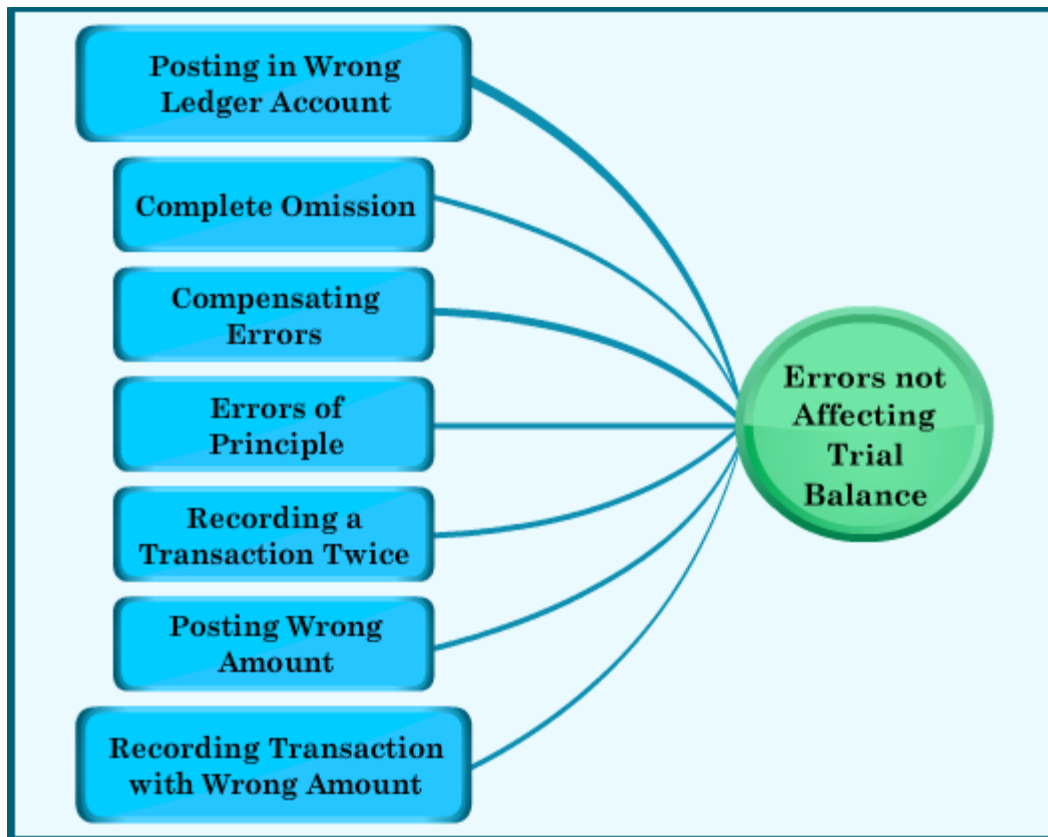 Posting in Wrong
Ledger Account
Complete Omission
Compensating
Errors
Errors of
Principle
Recording a
Transaction Twice
Posting Wrong
Amount
Recording Transaction
with Wrong Amount
Errors not
Affecting
Trial
Balance